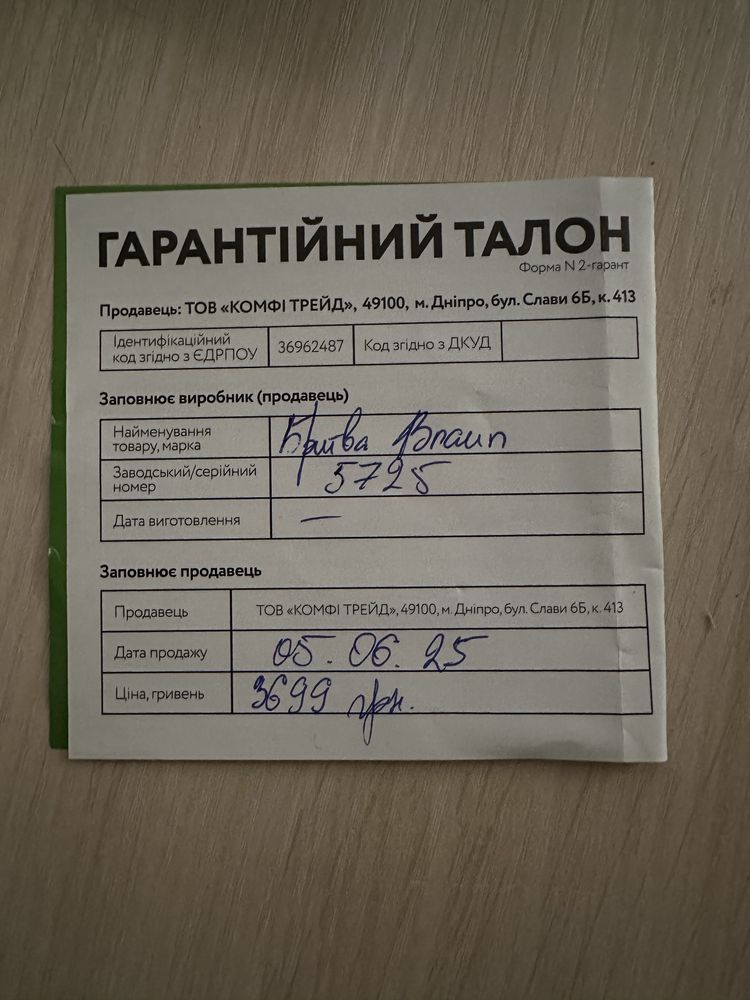 ГАРАНТІЙНИЙ ТАЛОН
Форма N 2-гарант
Продавець: ТОВ «КОМФІ ТРЕЙД», 49100, м. Дніпро, бул. Слави 6Б, к. 413
Ідентифікаційний
код згідно з ЄДРПОУ
36962487
Код згідно з ДКУД
Заповнює виробник (продавець)
Найменування
товару, марка
Бритва Braun
Заводський/серійний
номер
5725
Дата виготовлення
—
Заповнює продавець
Продавець
ТОВ «КОМФІ ТРЕЙД», 49100, м. Дніпро, бул. Слави 6Б, к. 413
Дата продажу
05.06.25
Ціна, гривень
3699 грн.